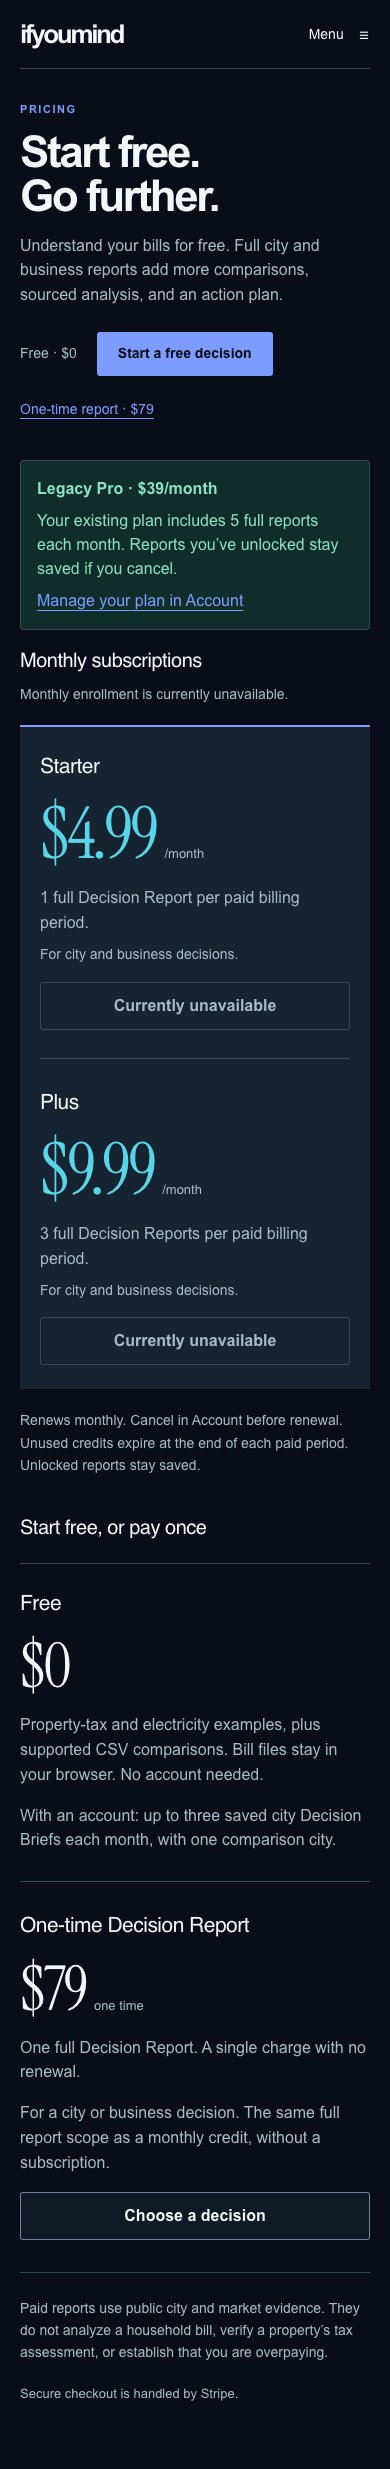 ifyoumind
Menu ≡
PRICING
Start free.
Go further.
Understand your bills for free. Full city and
business reports add more comparisons,
sourced analysis, and an action plan.
Free · $0
Start a free decision
One-time report · $79
Legacy Pro · $39/month
Your existing plan includes 5 full reports
each month. Reports you’ve unlocked stay
saved if you cancel.
Manage your plan in Account
Monthly subscriptions
Monthly enrollment is currently unavailable.
Starter
$4.99 /month
1 full Decision Report per paid billing
period.
For city and business decisions.
Currently unavailable
Plus
$9.99 /month
3 full Decision Reports per paid billing
period.
For city and business decisions.
Currently unavailable
Renews monthly. Cancel in Account before renewal.
Unused credits expire at the end of each paid period.
Unlocked reports stay saved.
Start free, or pay once
Free
$0
Property-tax and electricity examples, plus
supported CSV comparisons. Bill files stay in
your browser. No account needed.
With an account: up to three saved city Decision
Briefs each month, with one comparison city.
One-time Decision Report
$79 one time
One full Decision Report. A single charge with no
renewal.
For a city or business decision. The same full
report scope as a monthly credit, without a
subscription.
Choose a decision
Paid reports use public city and market evidence. They
do not analyze a household bill, verify a property’s tax
assessment, or establish that you are overpaying.
Secure checkout is handled by Stripe.